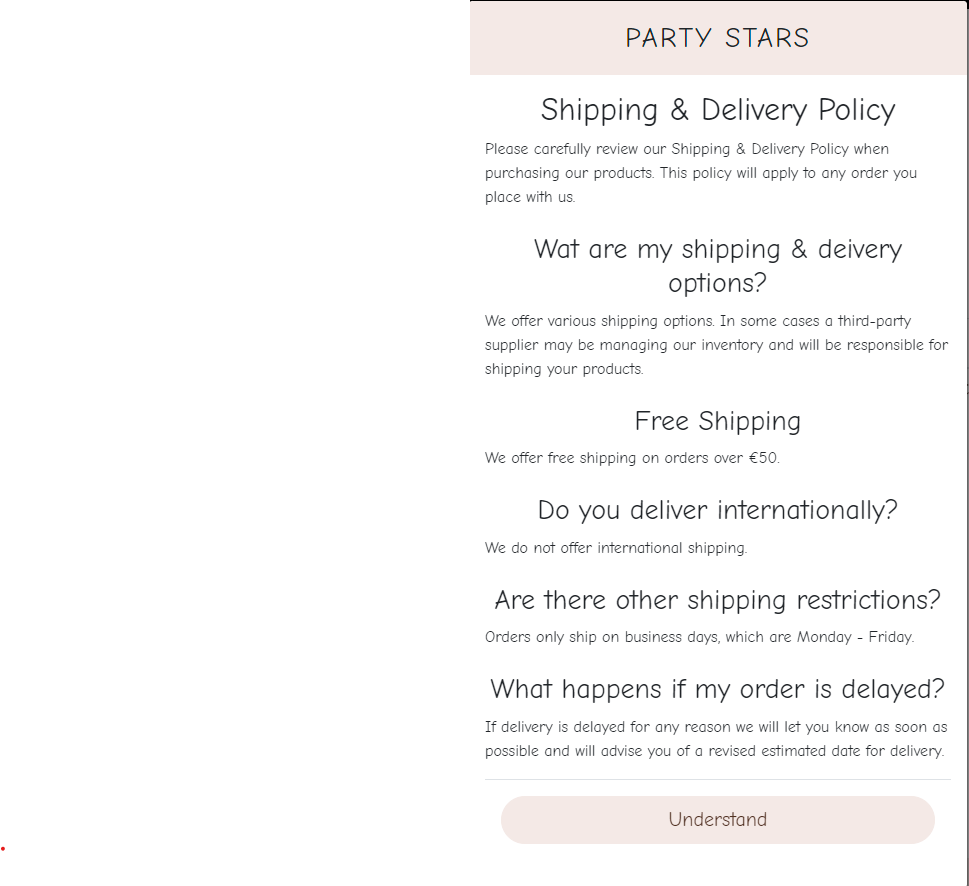 PARTY STARS
Shipping & Delivery Policy
Please carefully review our Shipping & Delivery Policy when
purchasing our products. This policy will apply to any order you
place with us.
Wat are my shipping & deivery
options?
We offer various shipping options. In some cases a third-party
supplier may be managing our inventory and will be responsible for
shipping your products.
Free Shipping
We offer free shipping on orders over €50.
Do you deliver internationally?
We do not offer international shipping.
Are there other shipping restrictions?
Orders only ship on business days, which are Monday - Friday.
What happens if my order is delayed?
If delivery is delayed for any reason we will let you know as soon as
possible and will advise you of a revised estimated date for delivery.
Understand